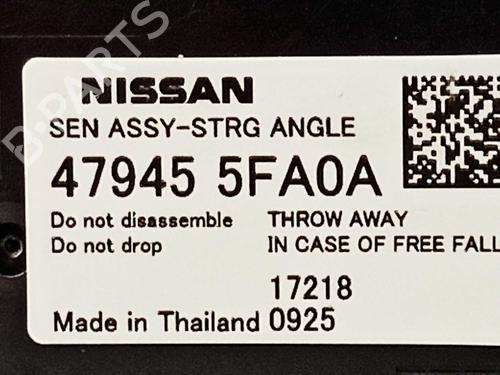 NISSAN
SEN ASSY-STRG ANGLE
47945 5FA0A
Do not disassemble THROW AWAY
Do not drop IN CASE OF FREE FALL
17218
Made in Thailand 0925
B-PARTS